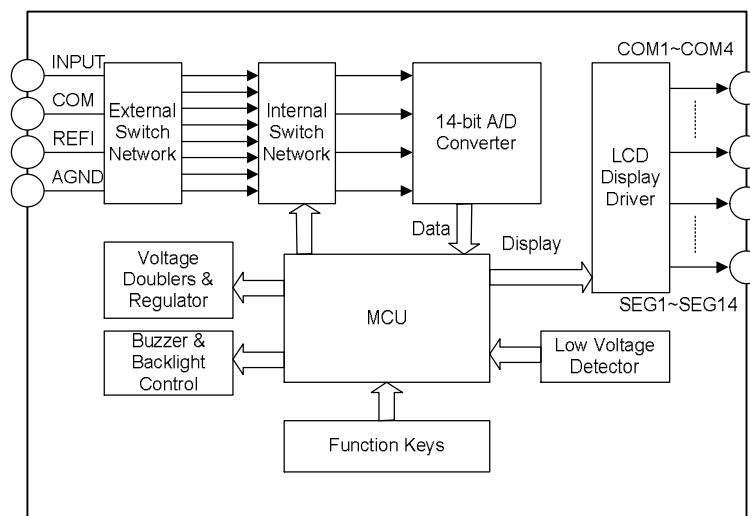 INPUT
COM
REFI
AGND
External
Switch
Network
Internal
Switch
Network
14-bit A/D
Converter
COM1~COM4
LCD
Display
Driver
SEG1~SEG14
Data
Display
Voltage
Doublers &
Regulator
MCU
Buzzer &
Backlight
Control
Low Voltage
Detector
Function Keys